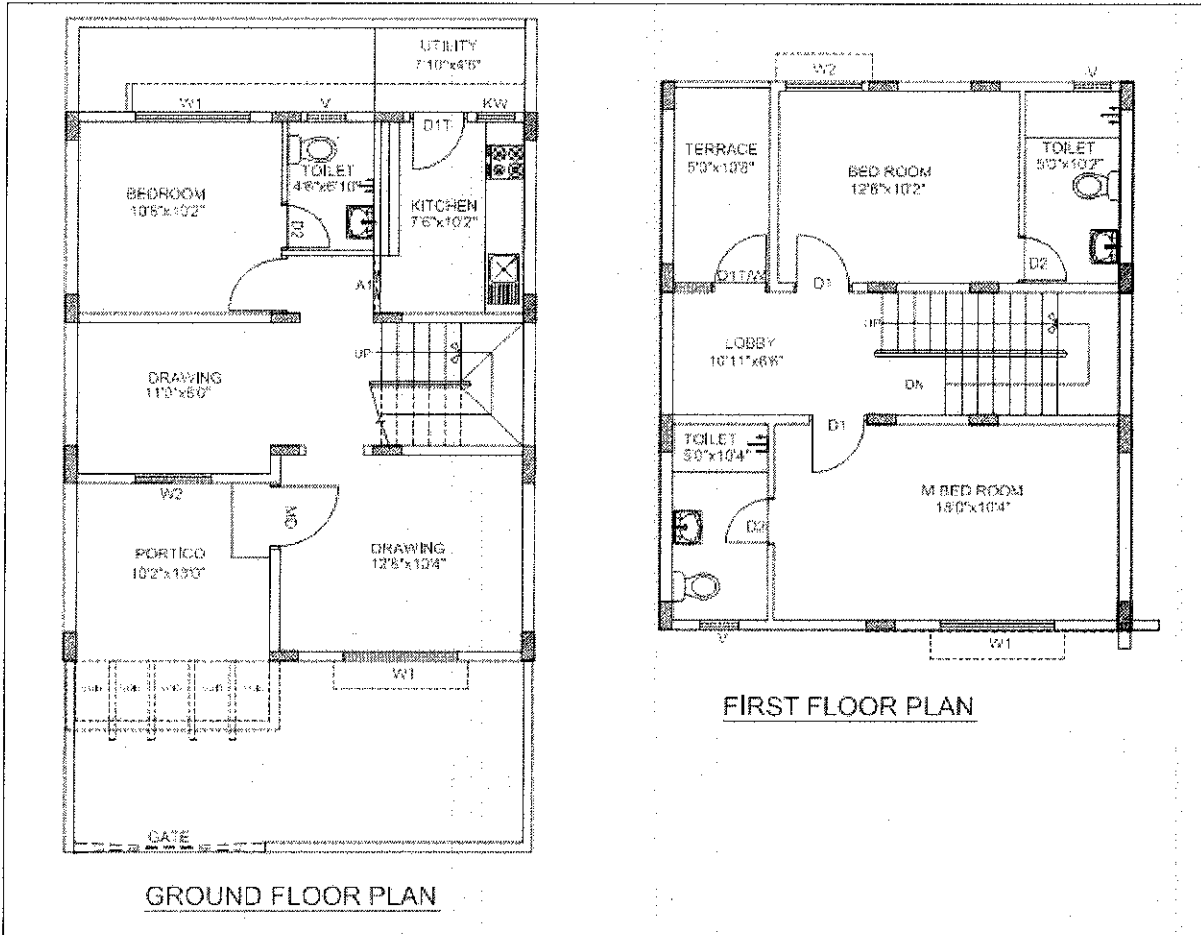 UTILITY
7'10"x4'6"
W1
V
KW
D1T
BEDROOM
10'6"x10'2"
TOILET
4'6"x6'10"
D2
KITCHEN
7'6"x10'2"
A1
UP
DRAWING
11'0"x8'0"
W2
MD
PORTICO
10'2"x13'0"
DRAWING
12'8"x10'4"
W1
GATE
GROUND FLOOR PLAN
W2
V
TERRACE
5'0"x10'8"
BED ROOM
12'8"x10'2"
TOILET
5'0"x10'2"
D1T/W
D1
D2
UP
LOBBY
10'11"x6'6"
DN
D1
TOILET
5'0"x10'4"
D2
M BED ROOM
18'0"x10'4"
V
W1
FIRST FLOOR PLAN